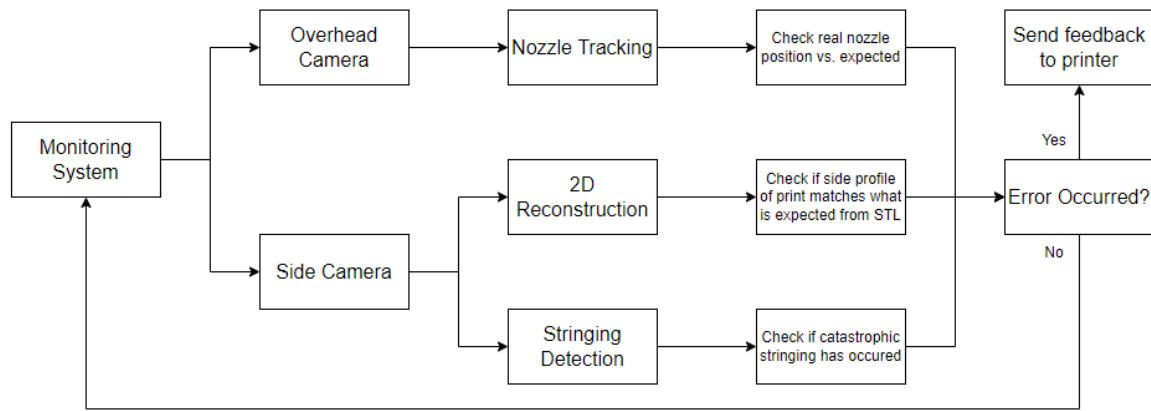 Overhead
Camera
Nozzle Tracking
Check real nozzle
position vs. expected
Send feedback
to printer
Monitoring
System
Yes
2D
Reconstruction
Check if side profile
of print matches what
is expected from STL
Error Occurred?
No
Side Camera
Stringing
Detection
Check if catastrophic
stringing has occured